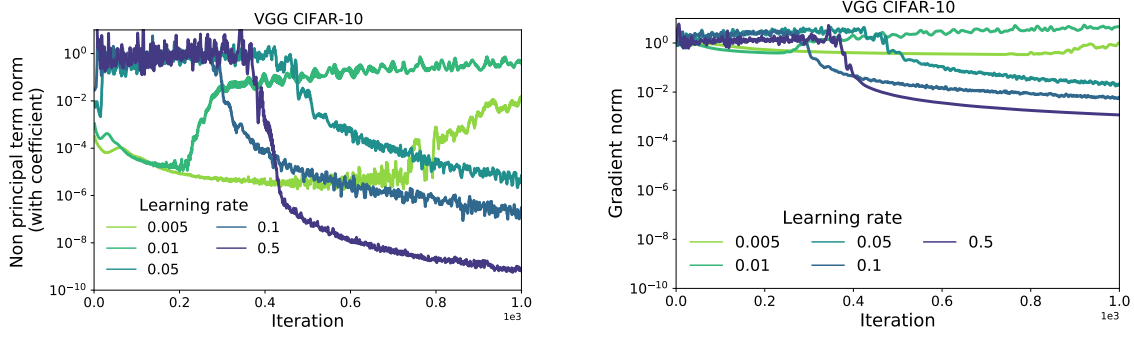 VGG CIFAR-10
Non principal term norm
(with coefficient)
10⁰
10⁻²
10⁻⁴
10⁻⁶
10⁻⁸
10⁻¹⁰
Learning rate
0.005
0.01
0.05
0.1
0.5
0.0 0.2 0.4 0.6 0.8 1.0
1e3
Iteration
VGG CIFAR-10
Gradient norm
10⁰
10⁻²
10⁻⁴
10⁻⁶
10⁻⁸
10⁻¹⁰
Learning rate
0.005
0.01
0.05
0.1
0.5
0.0 0.2 0.4 0.6 0.8 1.0
1e3
Iteration